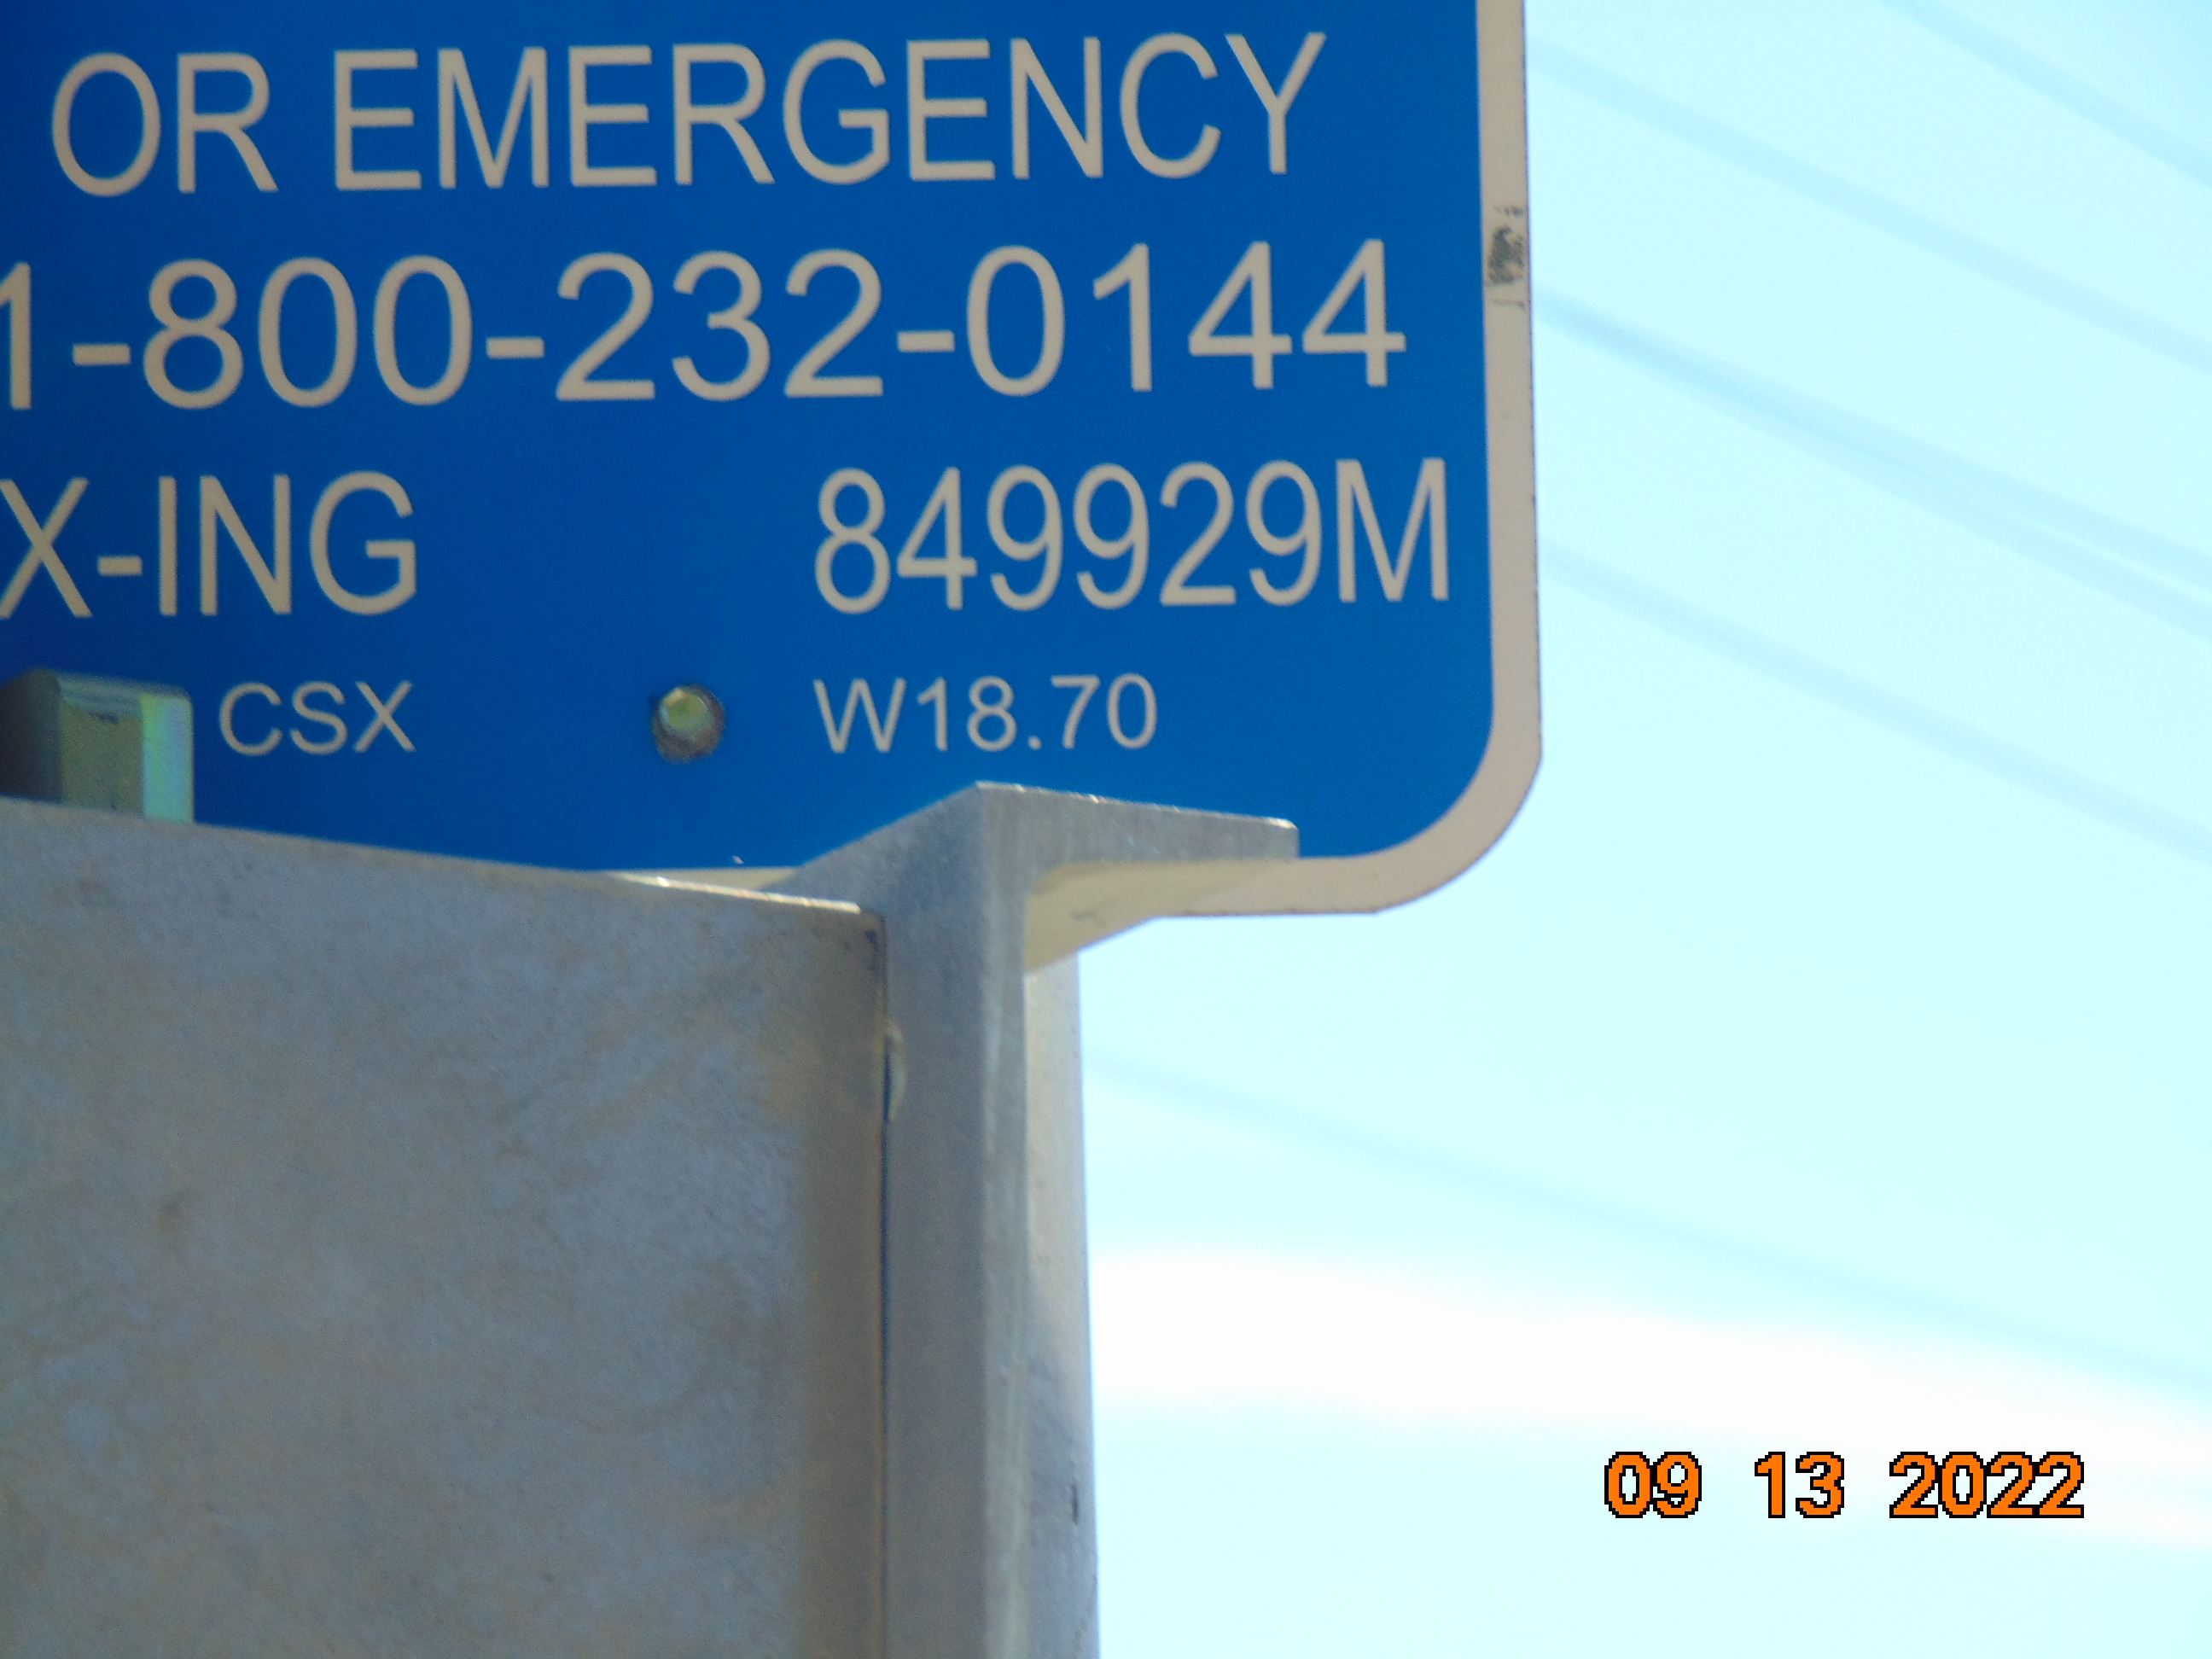 OR EMERGENCY
1-800-232-0144
X-ING 849929M
CSX W18.70
09 13 2022